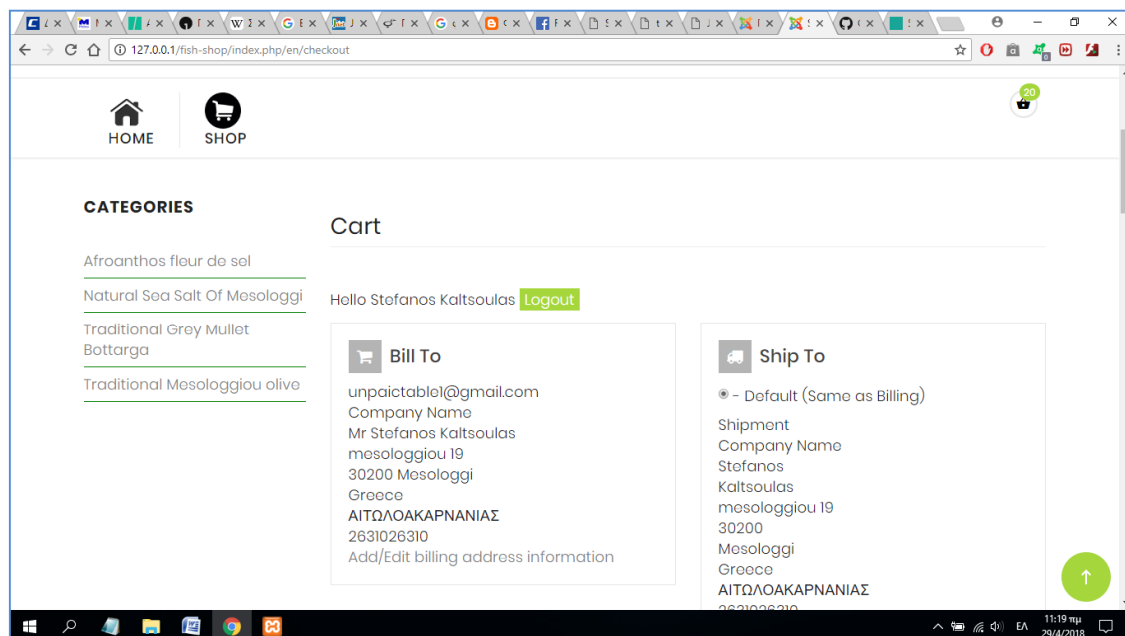 127.0.0.1/fish-shop/index.php/en/checkout
HOME
SHOP
20
CATEGORIES
Afroanthos fleur de sel
Natural Sea Salt Of Mesologgi
Traditional Grey Mullet
Bottarga
Traditional Mesologgiou olive
Cart
Hello Stefanos Kaltsoulas Logout
Bill To
unpaictable1@gmail.com
Company Name
Mr Stefanos Kaltsoulas
mesologgiou 19
30200 Mesologgi
Greece
ΑΙΤΩΛΟΑΚΑΡΝΑΝΙΑΣ
2631026310
Add/Edit billing address information
Ship To
- Default (Same as Billing)
Shipment
Company Name
Stefanos
Kaltsoulas
mesologgiou 19
30200
Mesologgi
Greece
ΑΙΤΩΛΟΑΚΑΡΝΑΝΙΑΣ
2631026310
ΕΛ
11:19 πμ
29/4/2018